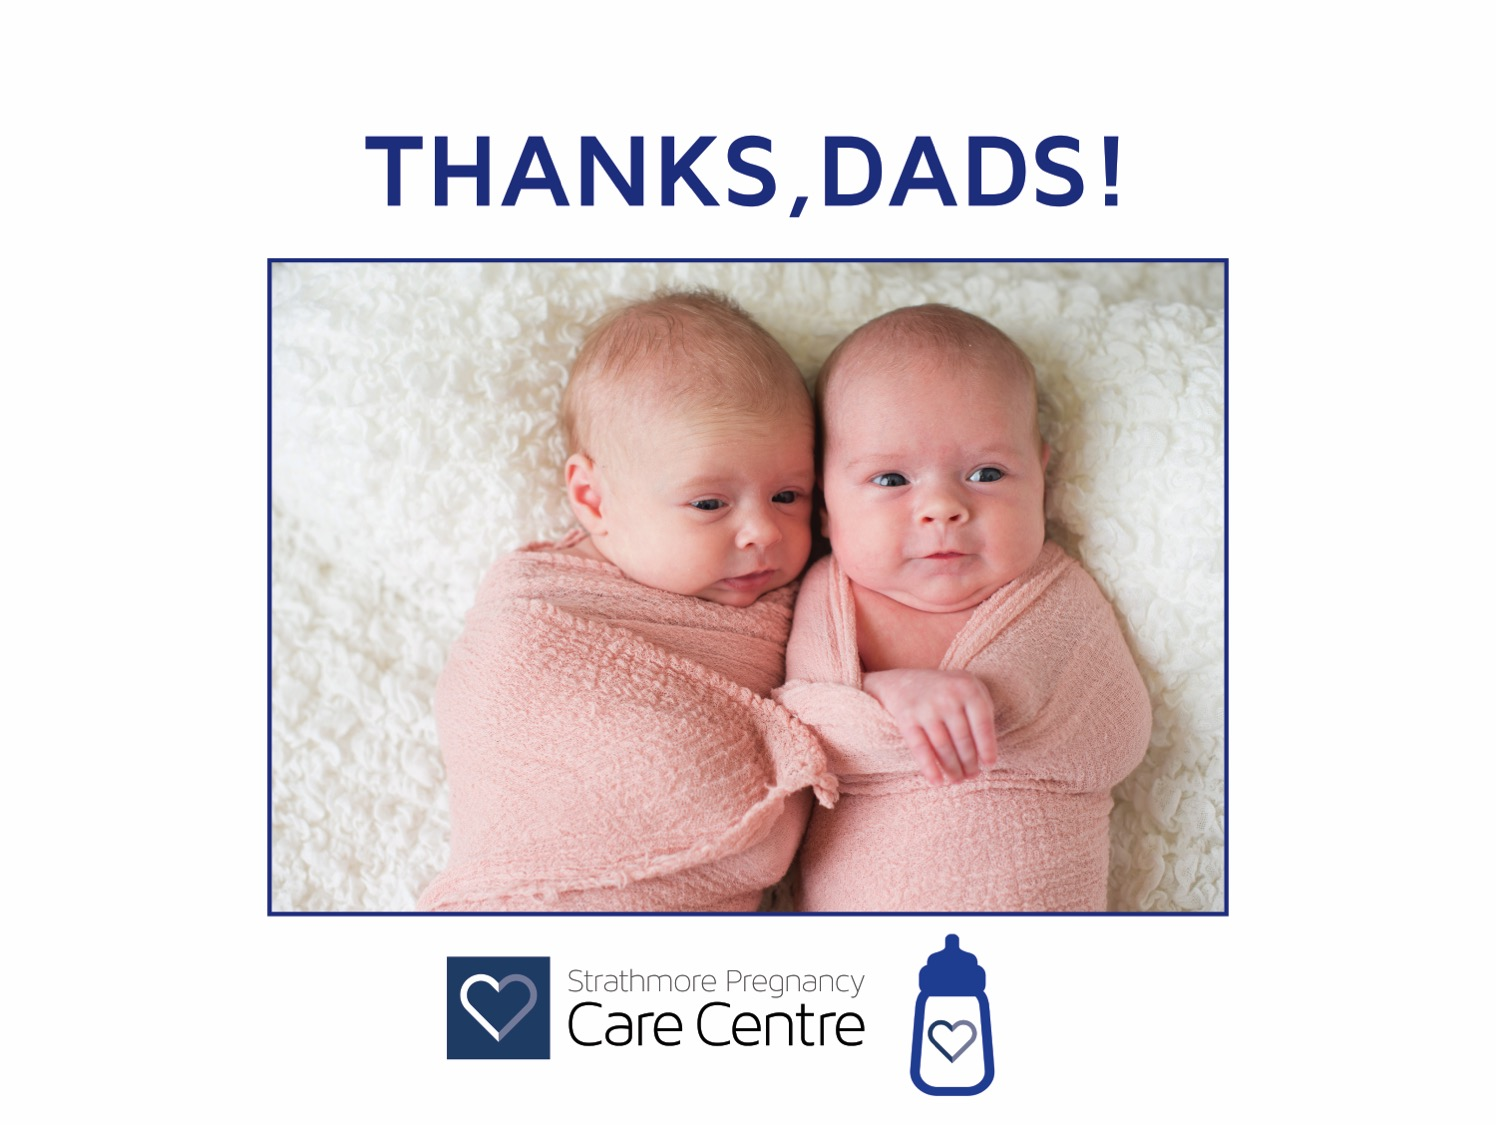 THANKS, DADS!
Strathmore Pregnancy
Care Centre